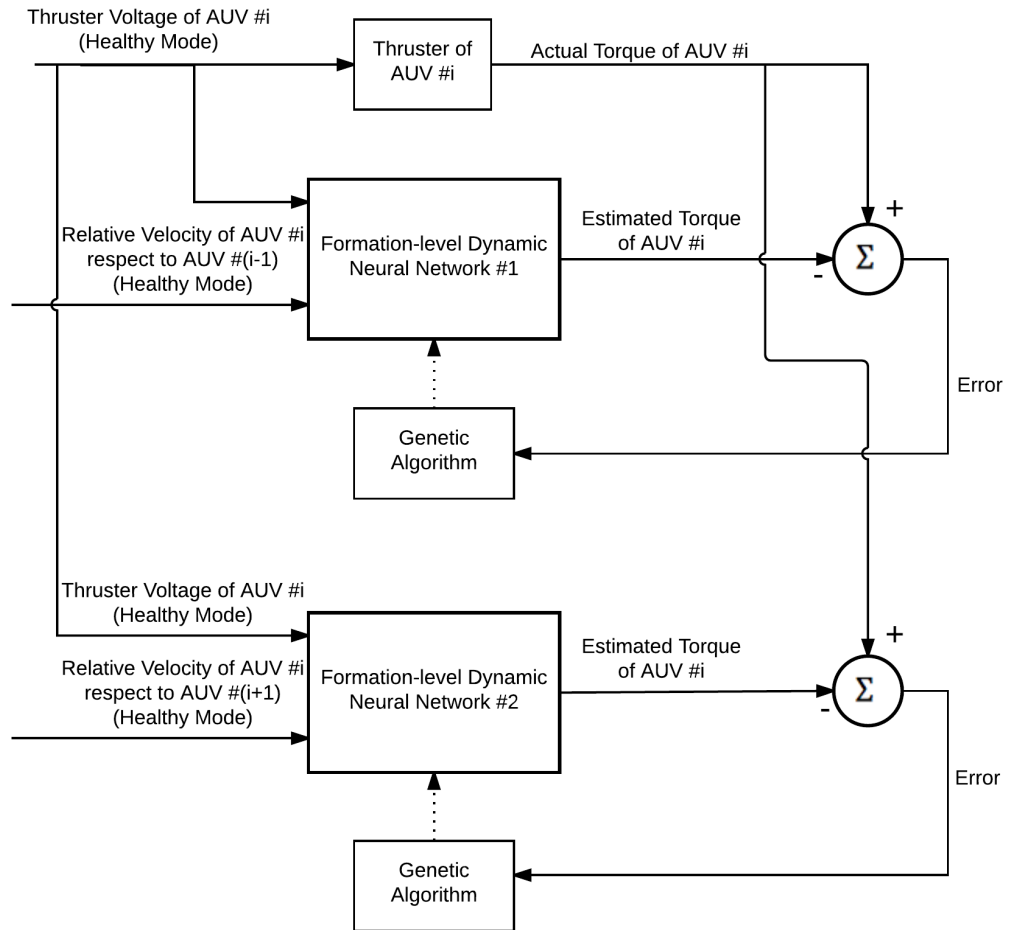 Thruster Voltage of AUV #i
(Healthy Mode)
Thruster of
AUV #i
Actual Torque of AUV #i
+
Relative Velocity of AUV #i
respect to AUV #(i-1)
(Healthy Mode)
Formation-level Dynamic
Neural Network #1
Estimated Torque
of AUV #i
-
Σ
Error
Genetic
Algorithm
Thruster Voltage of AUV #i
(Healthy Mode)
Relative Velocity of AUV #i
respect to AUV #(i+1)
(Healthy Mode)
Formation-level Dynamic
Neural Network #2
Estimated Torque
of AUV #i
+
-
Σ
Error
Genetic
Algorithm